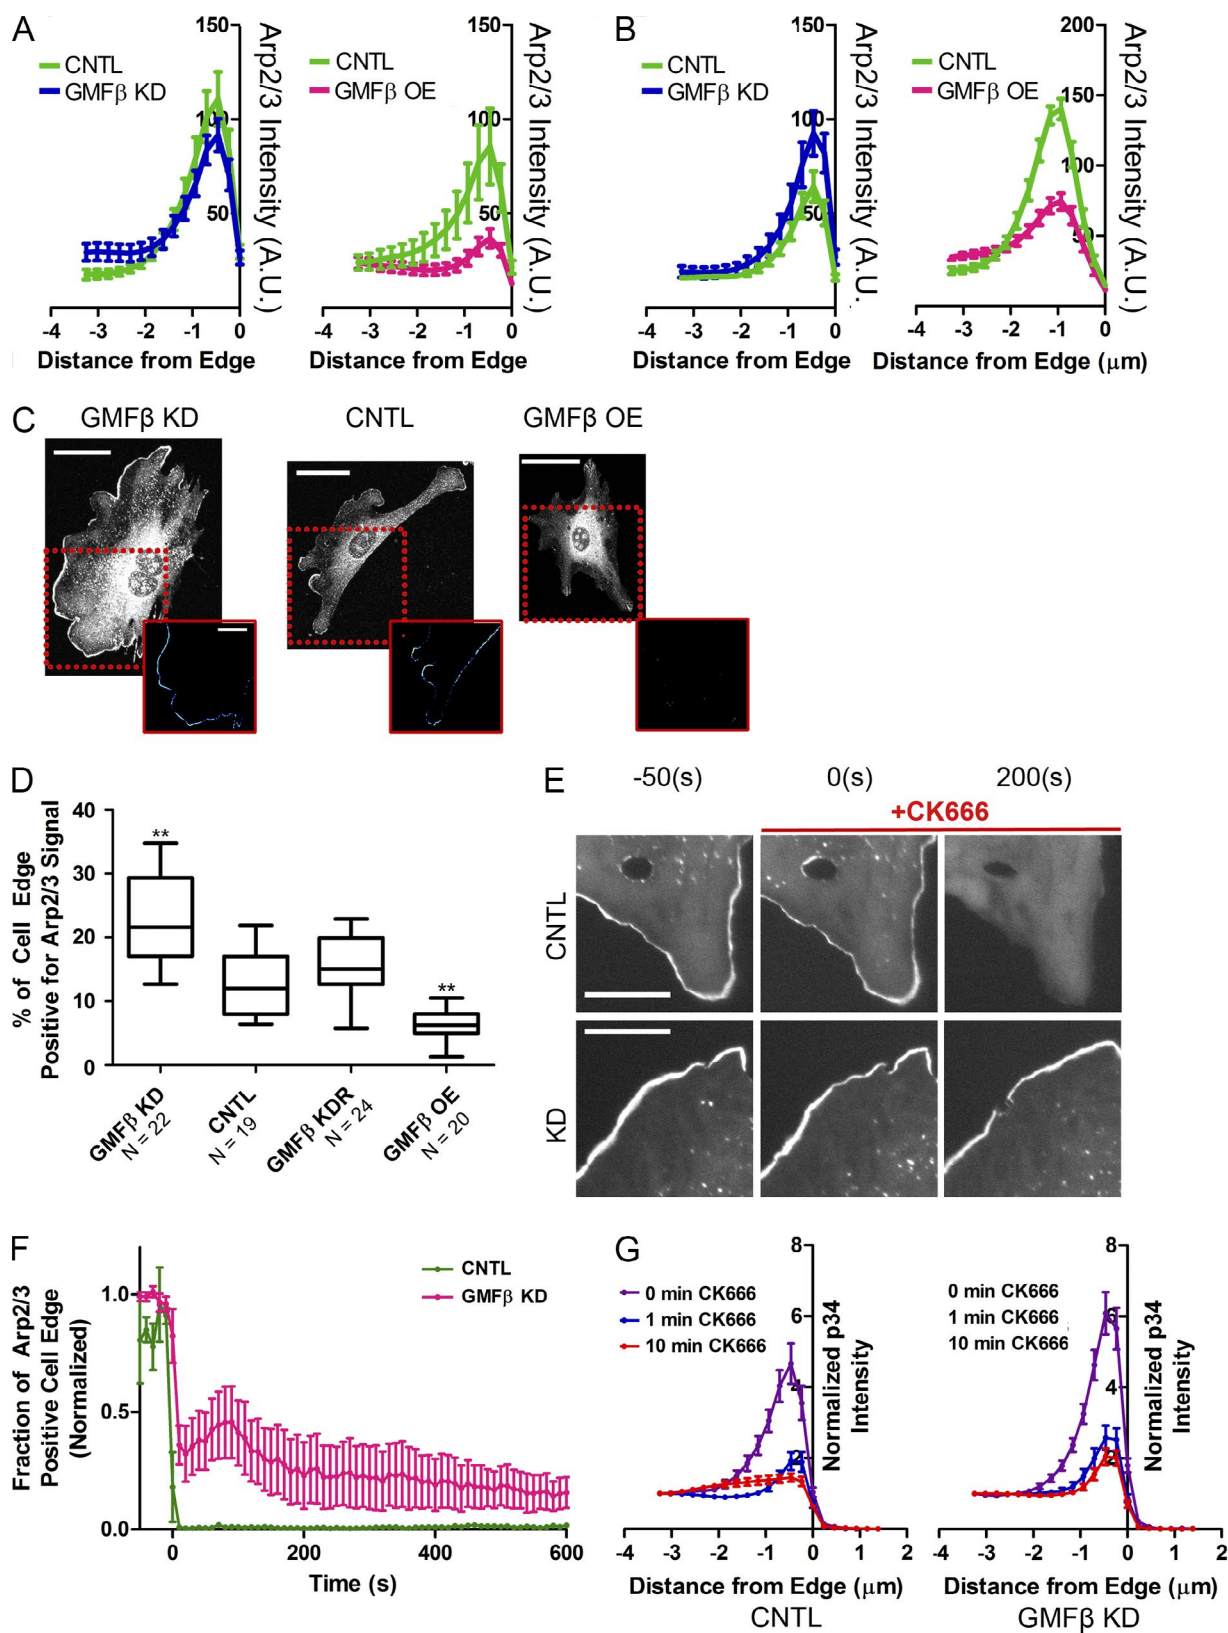 A
CNTL
GMFβ KD
150
100
50
Arp2/3 Intensity (A.U.)
-4 -3 -2 -1 0
Distance from Edge
CNTL
GMFβ OE
150
100
50
Arp2/3 Intensity (A.U.)
-4 -3 -2 -1 0
Distance from Edge
B
CNTL
GMFβ KD
150
100
50
Arp2/3 Intensity (A.U.)
-4 -3 -2 -1 0
Distance from Edge
CNTL
GMFβ OE
200
150
100
50
Arp2/3 Intensity (A.U.)
-4 -3 -2 -1 0
Distance from Edge (μm)
C
GMFβ KD
CNTL
GMFβ OE
D
% of Cell Edge
Positive for Arp2/3 Signal
40
30
20
10
0
**
**
GMFβ KD
N = 22
CNTL
N = 19
GMFβ KDR
N = 24
GMFβ OE
N = 20
E
-50(s) 0(s) 200(s)
+CK666
CNTL
KD
F
Fraction of Arp2/3
Positive Cell Edge
(Normalized)
1.0
0.5
0.0
CNTL
GMFβ KD
0 200 400 600
Time (s)
G
0 min CK666
1 min CK666
10 min CK666
8
6
4
2
Normalized p34
Intensity
-4 -3 -2 -1 0 1 2
Distance from Edge (μm)
CNTL
0 min CK666
1 min CK666
10 min CK666
8
6
4
2
Normalized p34
Intensity
-4 -3 -2 -1 0 1 2
Distance from Edge (μm)
GMFβ KD